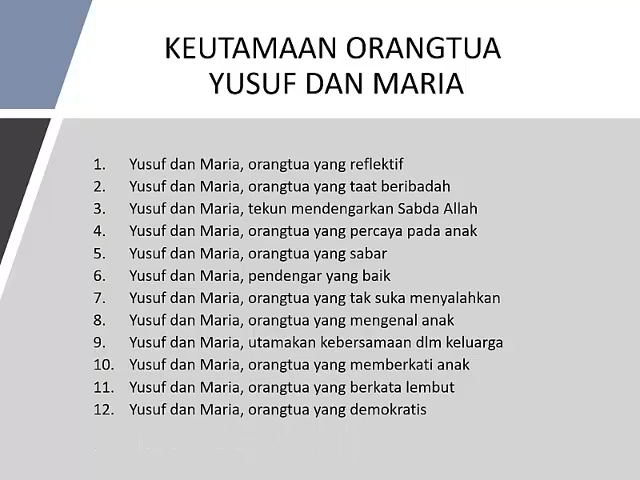 KEUTAMAAN ORANGTUA
YUSUF DAN MARIA
1. Yusuf dan Maria, orangtua yang reflektif
2. Yusuf dan Maria, orangtua yang taat beribadah
3. Yusuf dan Maria, tekun mendengarkan Sabda Allah
4. Yusuf dan Maria, orangtua yang percaya pada anak
5. Yusuf dan Maria, orangtua yang sabar
6. Yusuf dan Maria, pendengar yang baik
7. Yusuf dan Maria, orangtua yang tak suka menyalahkan
8. Yusuf dan Maria, orangtua yang mengenal anak
9. Yusuf dan Maria, utamakan kebersamaan dlm keluarga
10. Yusuf dan Maria, orangtua yang memberkati anak
11. Yusuf dan Maria, orangtua yang berkata lembut
12. Yusuf dan Maria, orangtua yang demokratis